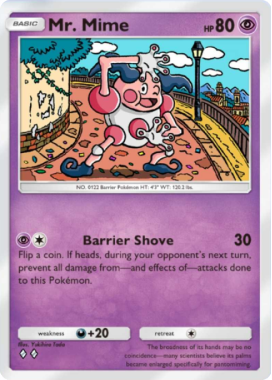 BASIC Mr. Mime HP 80
NO. 0122 Barrier Pokémon HT: 4'3" WT: 120.2 lbs.
Barrier Shove 30
Flip a coin. If heads, during your opponent's next turn,
prevent all damage from—and effects of—attacks done
to this Pokémon.
weakness +20 retreat
Illus. Yukihiro Tada
The broadness of its hands may be no
coincidence—many scientists believe its palms
became enlarged specifically for pantomiming.